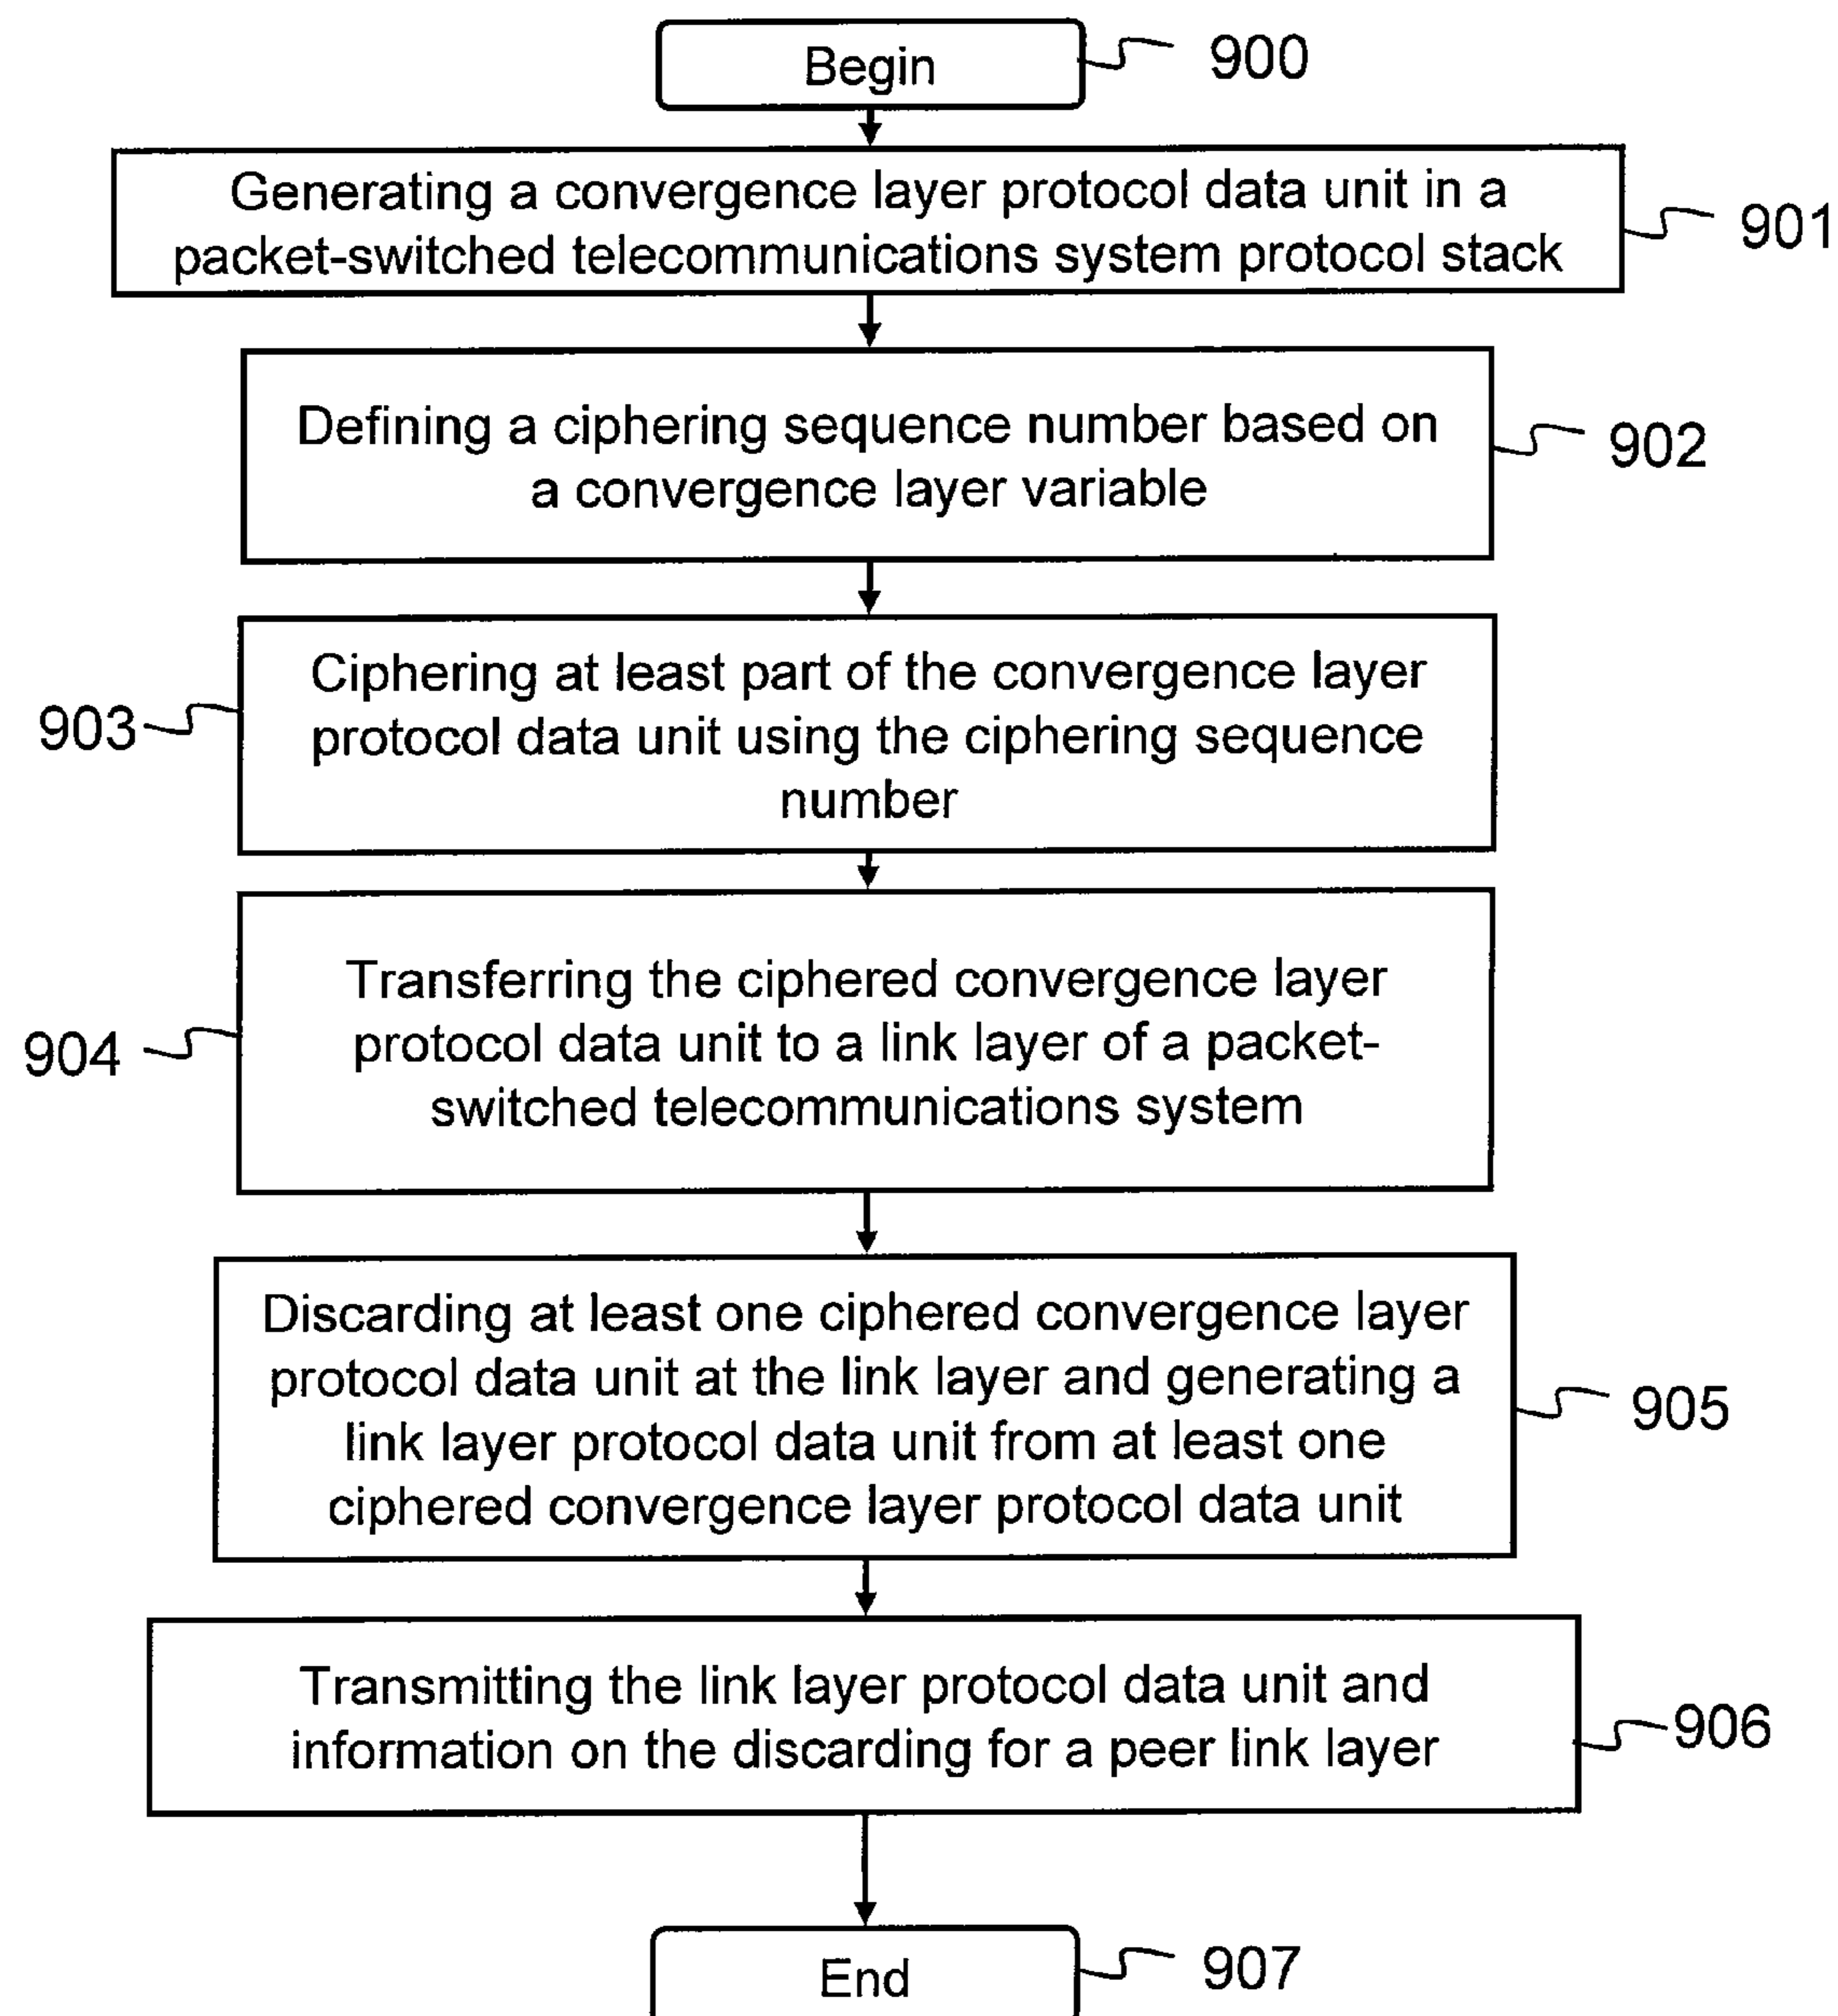 Begin
900
Generating a convergence layer protocol data unit in a
packet-switched telecommunications system protocol stack
901
Defining a ciphering sequence number based on
a convergence layer variable
902
Ciphering at least part of the convergence layer
protocol data unit using the ciphering sequence
number
903
Transferring the ciphered convergence layer
protocol data unit to a link layer of a packet-
switched telecommunications system
904
Discarding at least one ciphered convergence layer
protocol data unit at the link layer and generating a
link layer protocol data unit from at least one
ciphered convergence layer protocol data unit
905
Transmitting the link layer protocol data unit and
information on the discarding for a peer link layer
906
End
907